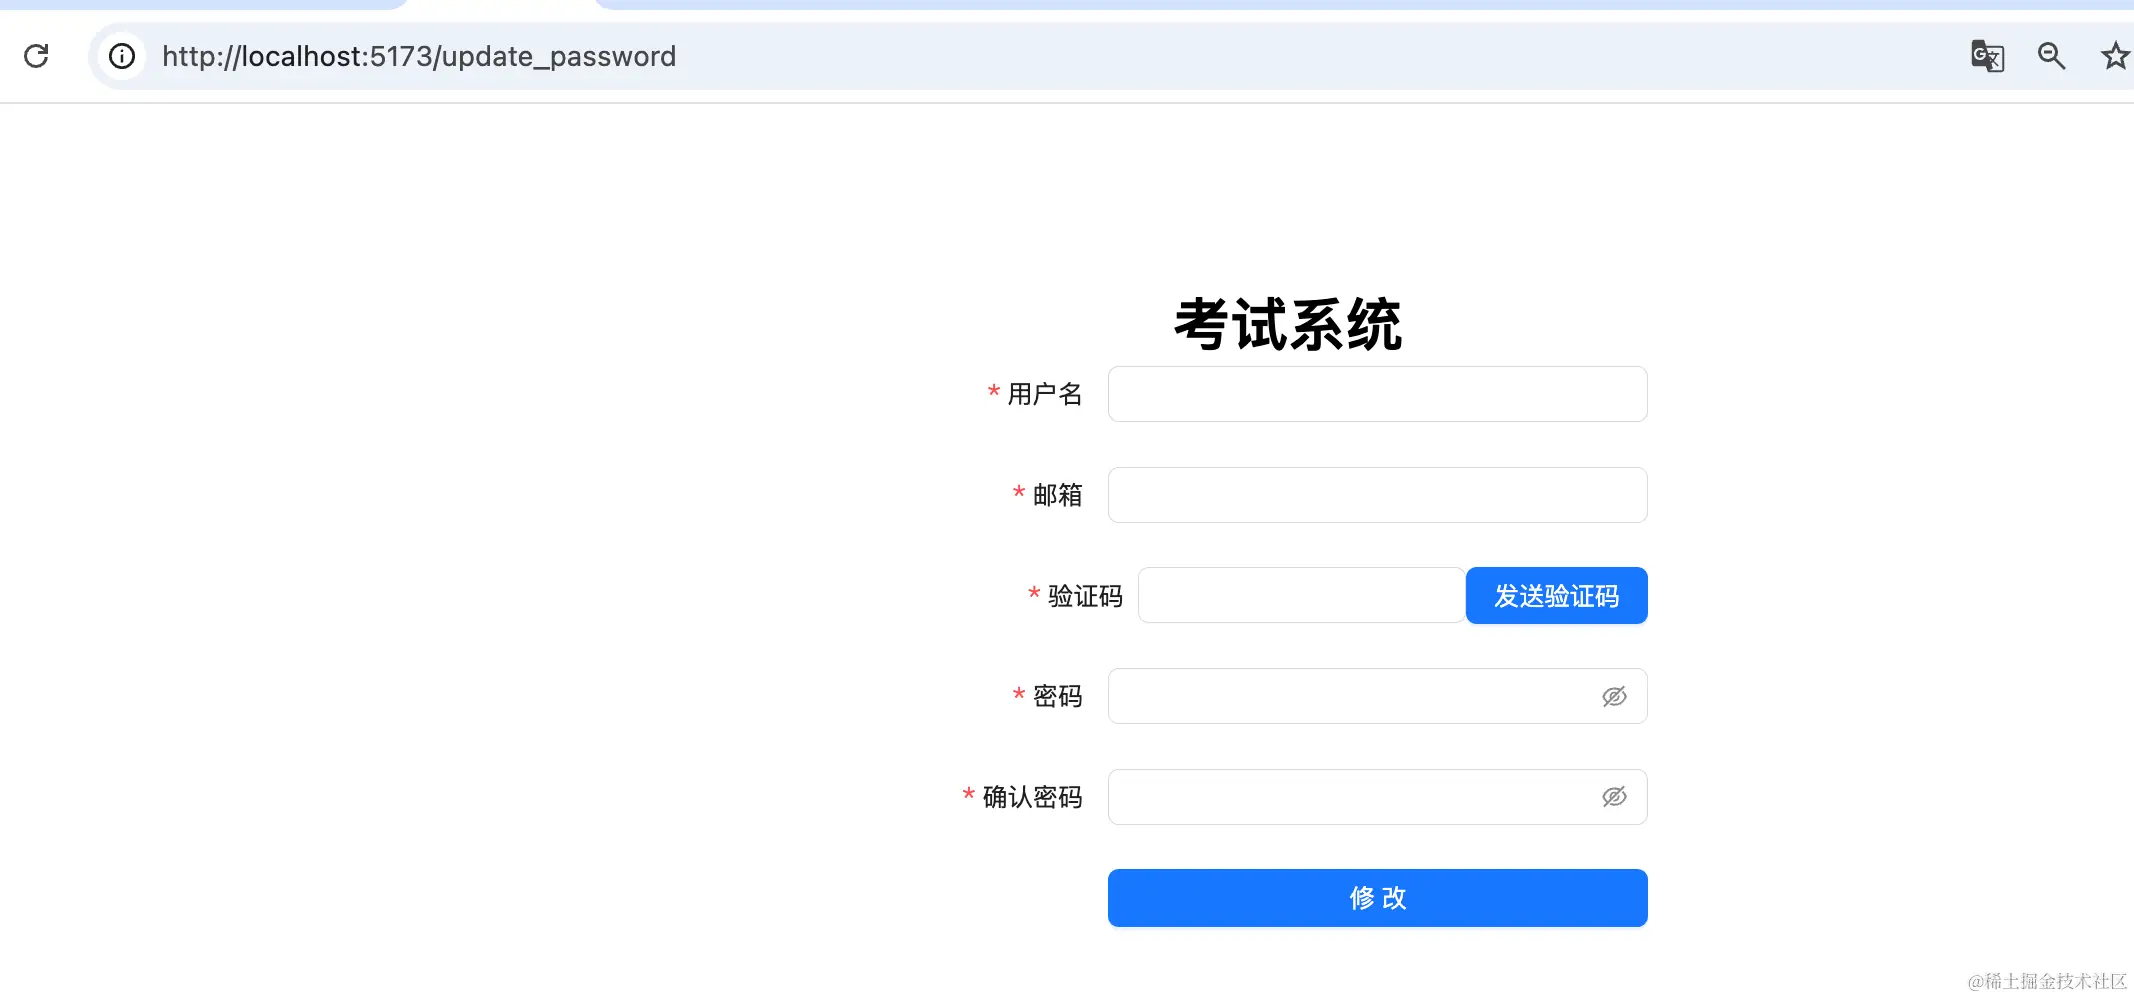 http://localhost:5173/update_password
考试系统
* 用户名
* 邮箱
* 验证码 发送验证码
* 密码
* 确认密码
修 改
@稀土掘金技术社区